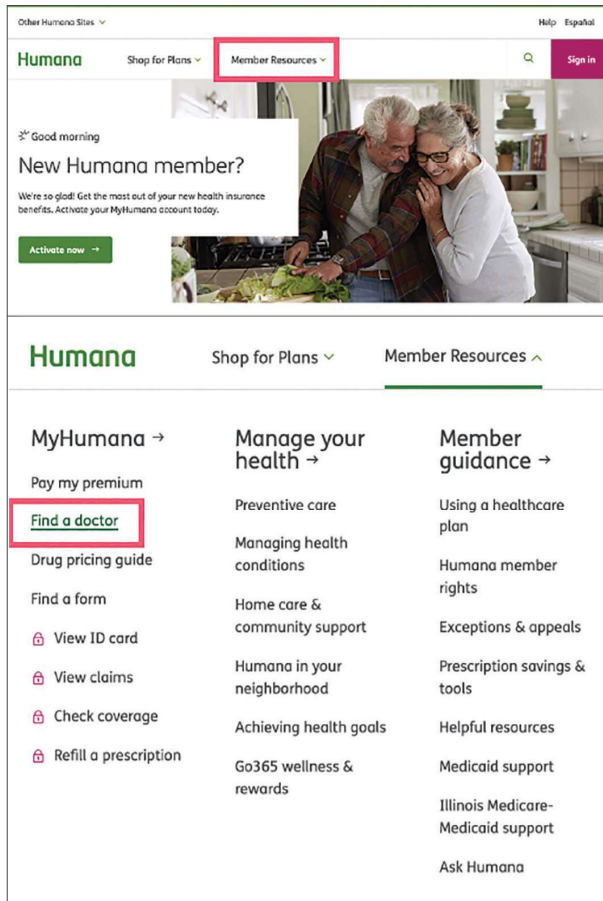 Other Humana Sites
Help Español
Humana Shop for Plans Member Resources Sign in
Good morning
New Humana member?
We're so glad! Get the most out of your new health insurance
benefits. Activate your MyHumana account today.
Activate now →
Humana Shop for Plans Member Resources
MyHumana →
Pay my premium
Find a doctor
Drug pricing guide
Find a form
View ID card
View claims
Check coverage
Refill a prescription
Manage your
health →
Preventive care
Managing health
conditions
Home care &
community support
Humana in your
neighborhood
Achieving health goals
Go365 wellness &
rewards
Member
guidance →
Using a healthcare
plan
Humana member
rights
Exceptions & appeals
Prescription savings &
tools
Helpful resources
Medicaid support
Illinois Medicare-
Medicaid support
Ask Humana